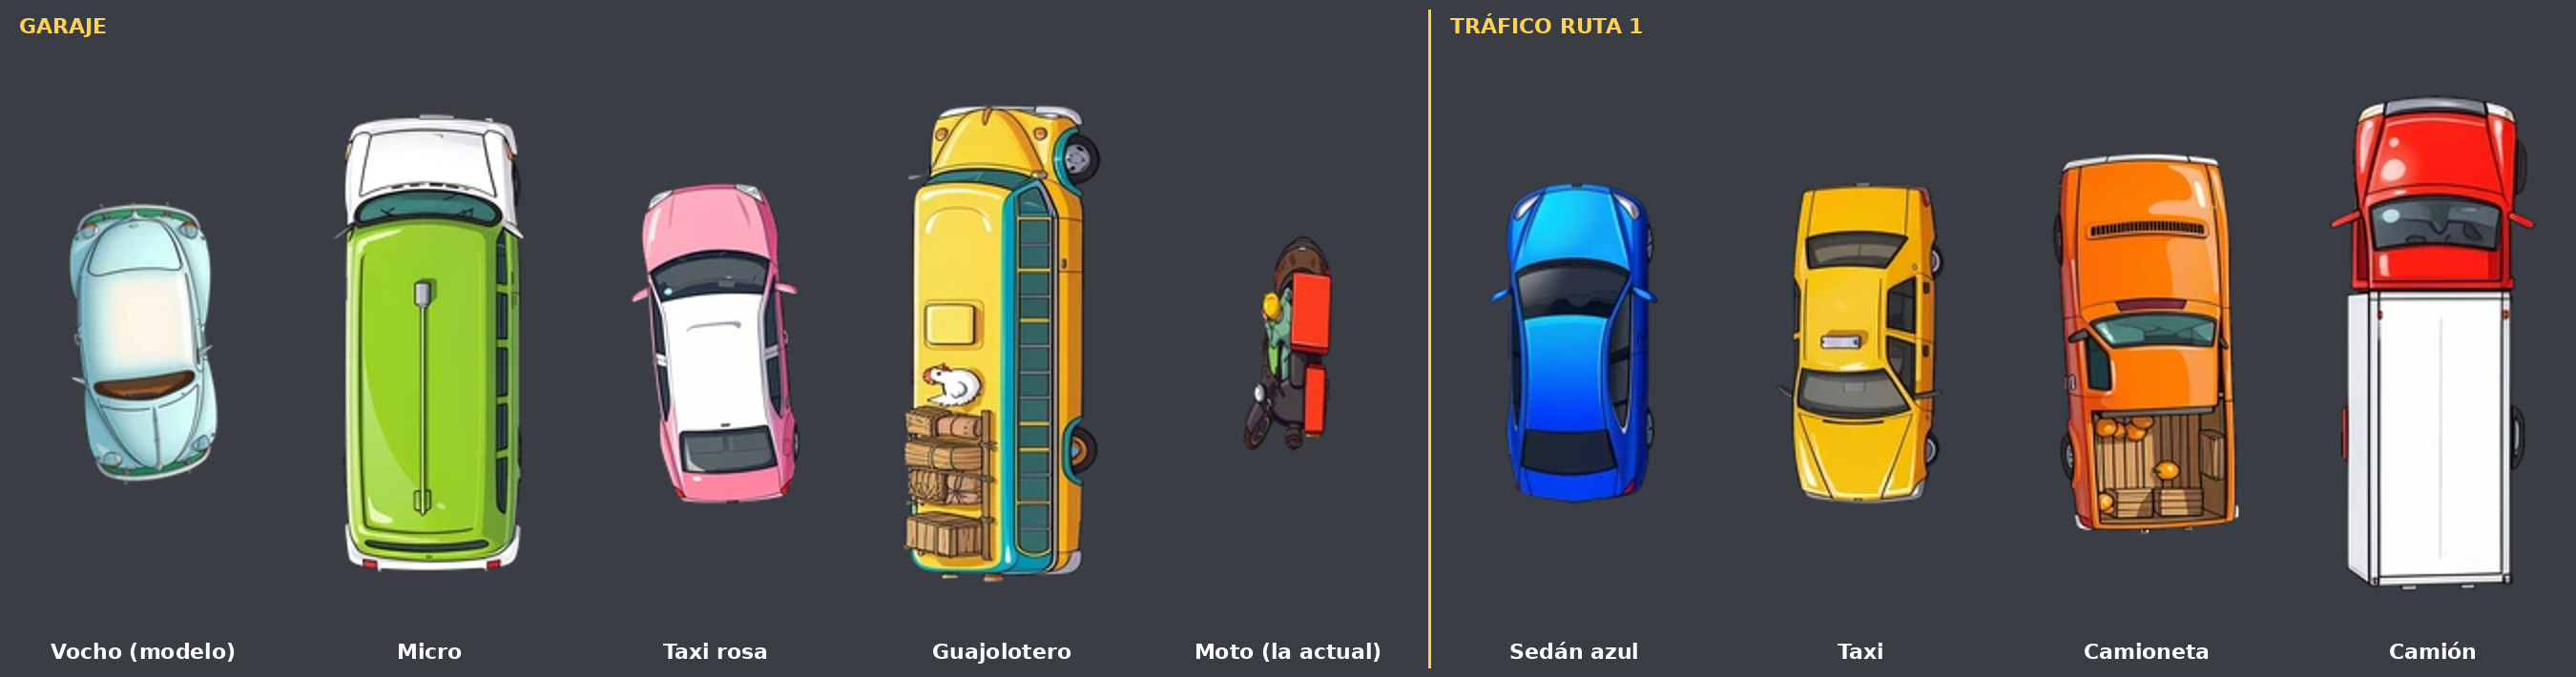 GARAJE
TRÁFICO RUTA 1
Vocho (modelo)
Micro
Taxi rosa
Guajolotero
Moto (la actual)
Sedán azul
Taxi
Camioneta
Camión